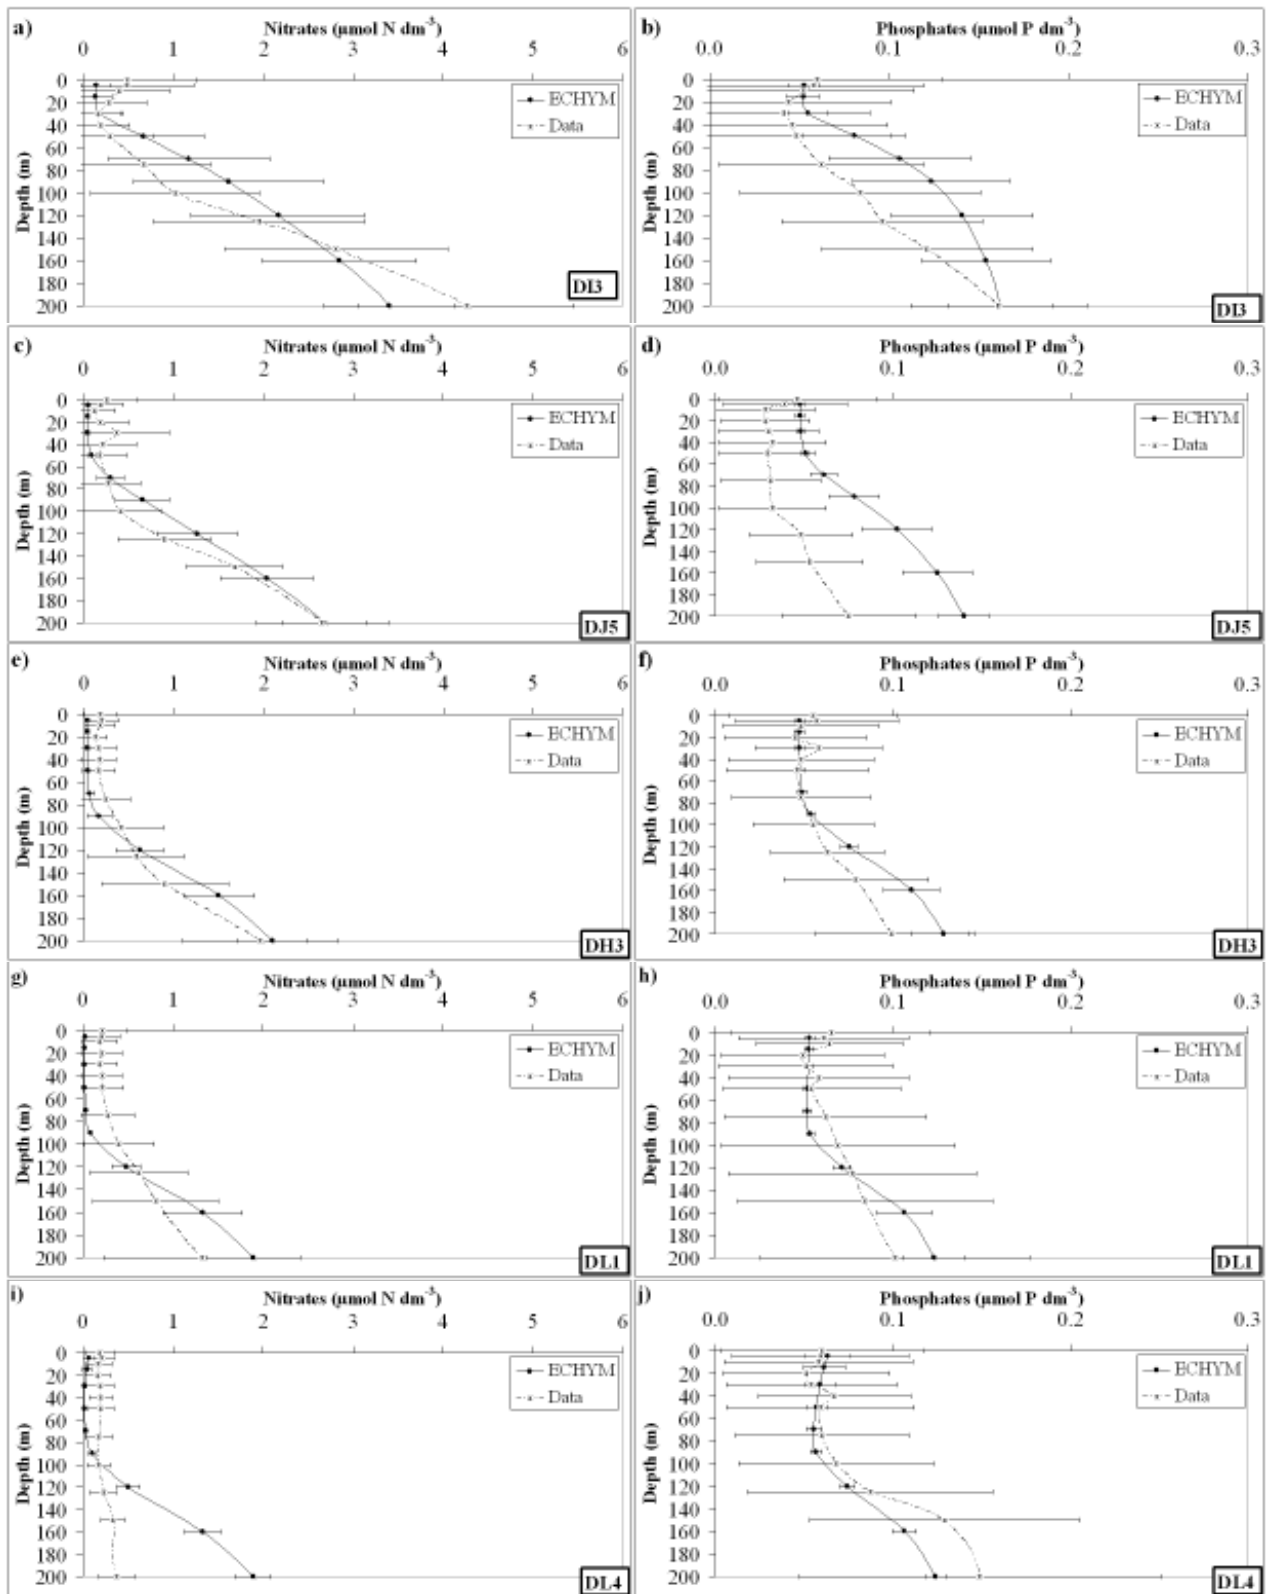 a) Nitrates (μmol N dm-3)
0 1 2 3 4 5 6
0
20
40
60
80
100
120
140
160
180
200
Depth (m)
ECHYM
Data
DI3
b) Phosphates (μmol P dm-3)
0.0 0.1 0.2 0.3
0
20
40
60
80
100
120
140
160
180
200
Depth (m)
ECHYM
Data
DI3
c) Nitrates (μmol N dm-3)
0 1 2 3 4 5 6
0
20
40
60
80
100
120
140
160
180
200
Depth (m)
ECHYM
Data
DJ5
d) Phosphates (μmol P dm-3)
0.0 0.1 0.2 0.3
0
20
40
60
80
100
120
140
160
180
200
Depth (m)
ECHYM
Data
DJ5
e) Nitrates (μmol N dm-3)
0 1 2 3 4 5 6
0
20
40
60
80
100
120
140
160
180
200
Depth (m)
ECHYM
Data
DH3
f) Phosphates (μmol P dm-3)
0.0 0.1 0.2 0.3
0
20
40
60
80
100
120
140
160
180
200
Depth (m)
ECHYM
Data
DH3
g) Nitrates (μmol N dm-3)
0 1 2 3 4 5 6
0
20
40
60
80
100
120
140
160
180
200
Depth (m)
ECHYM
Data
DL1
h) Phosphates (μmol P dm-3)
0.0 0.1 0.2 0.3
0
20
40
60
80
100
120
140
160
180
200
Depth (m)
ECHYM
Data
DL1
i) Nitrates (μmol N dm-3)
0 1 2 3 4 5 6
0
20
40
60
80
100
120
140
160
180
200
Depth (m)
ECHYM
Data
DL4
j) Phosphates (μmol P dm-3)
0.0 0.1 0.2 0.3
0
20
40
60
80
100
120
140
160
180
200
Depth (m)
ECHYM
Data
DL4